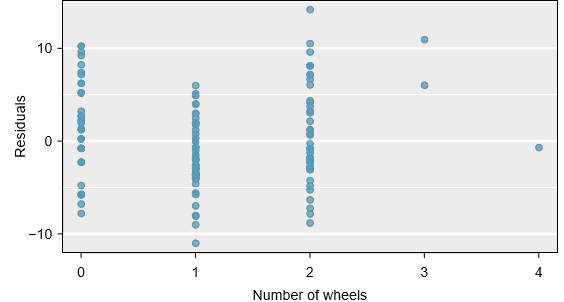 10
0
−10
Residuals
0 1 2 3 4
Number of wheels